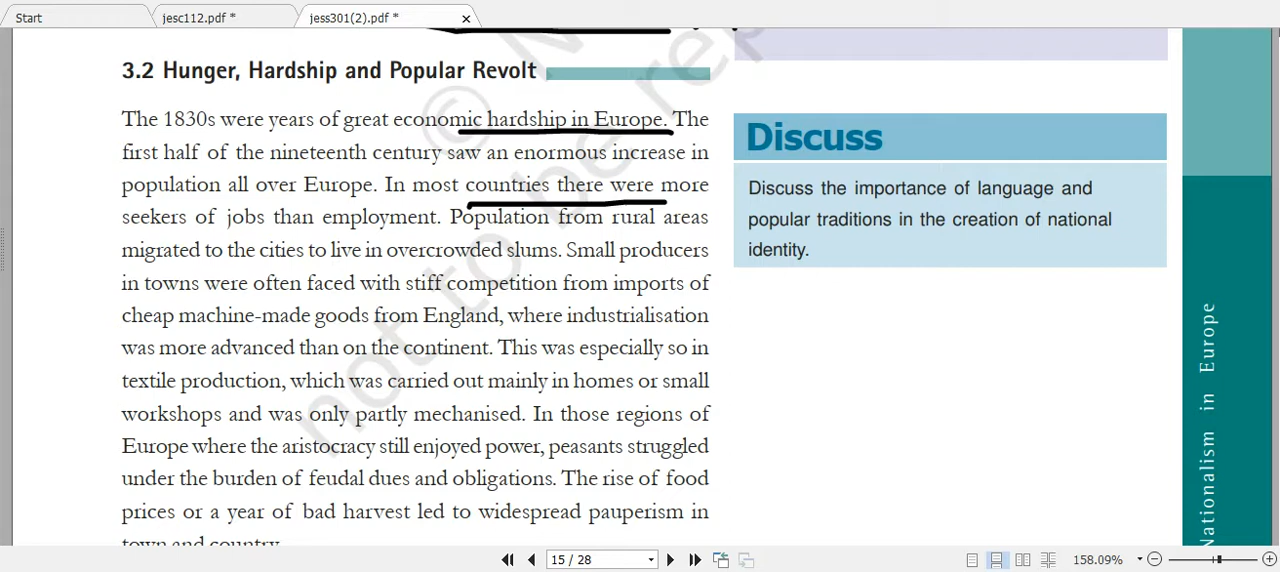 Start
jesc112.pdf *
jess301(2).pdf *
3.2 Hunger, Hardship and Popular Revolt
The 1830s were years of great economic hardship in Europe. The
first half of the nineteenth century saw an enormous increase in
population all over Europe. In most countries there were more
seekers of jobs than employment. Population from rural areas
migrated to the cities to live in overcrowded slums. Small producers
in towns were often faced with stiff competition from imports of
cheap machine-made goods from England, where industrialisation
was more advanced than on the continent. This was especially so in
textile production, which was carried out mainly in homes or small
workshops and was only partly mechanised. In those regions of
Europe where the aristocracy still enjoyed power, peasants struggled
under the burden of feudal dues and obligations. The rise of food
prices or a year of bad harvest led to widespread pauperism in
town and country.
Discuss
Discuss the importance of language and
popular traditions in the creation of national
identity.
Nationalism in Europe
© N
not to be rep
15 / 28
158.09%